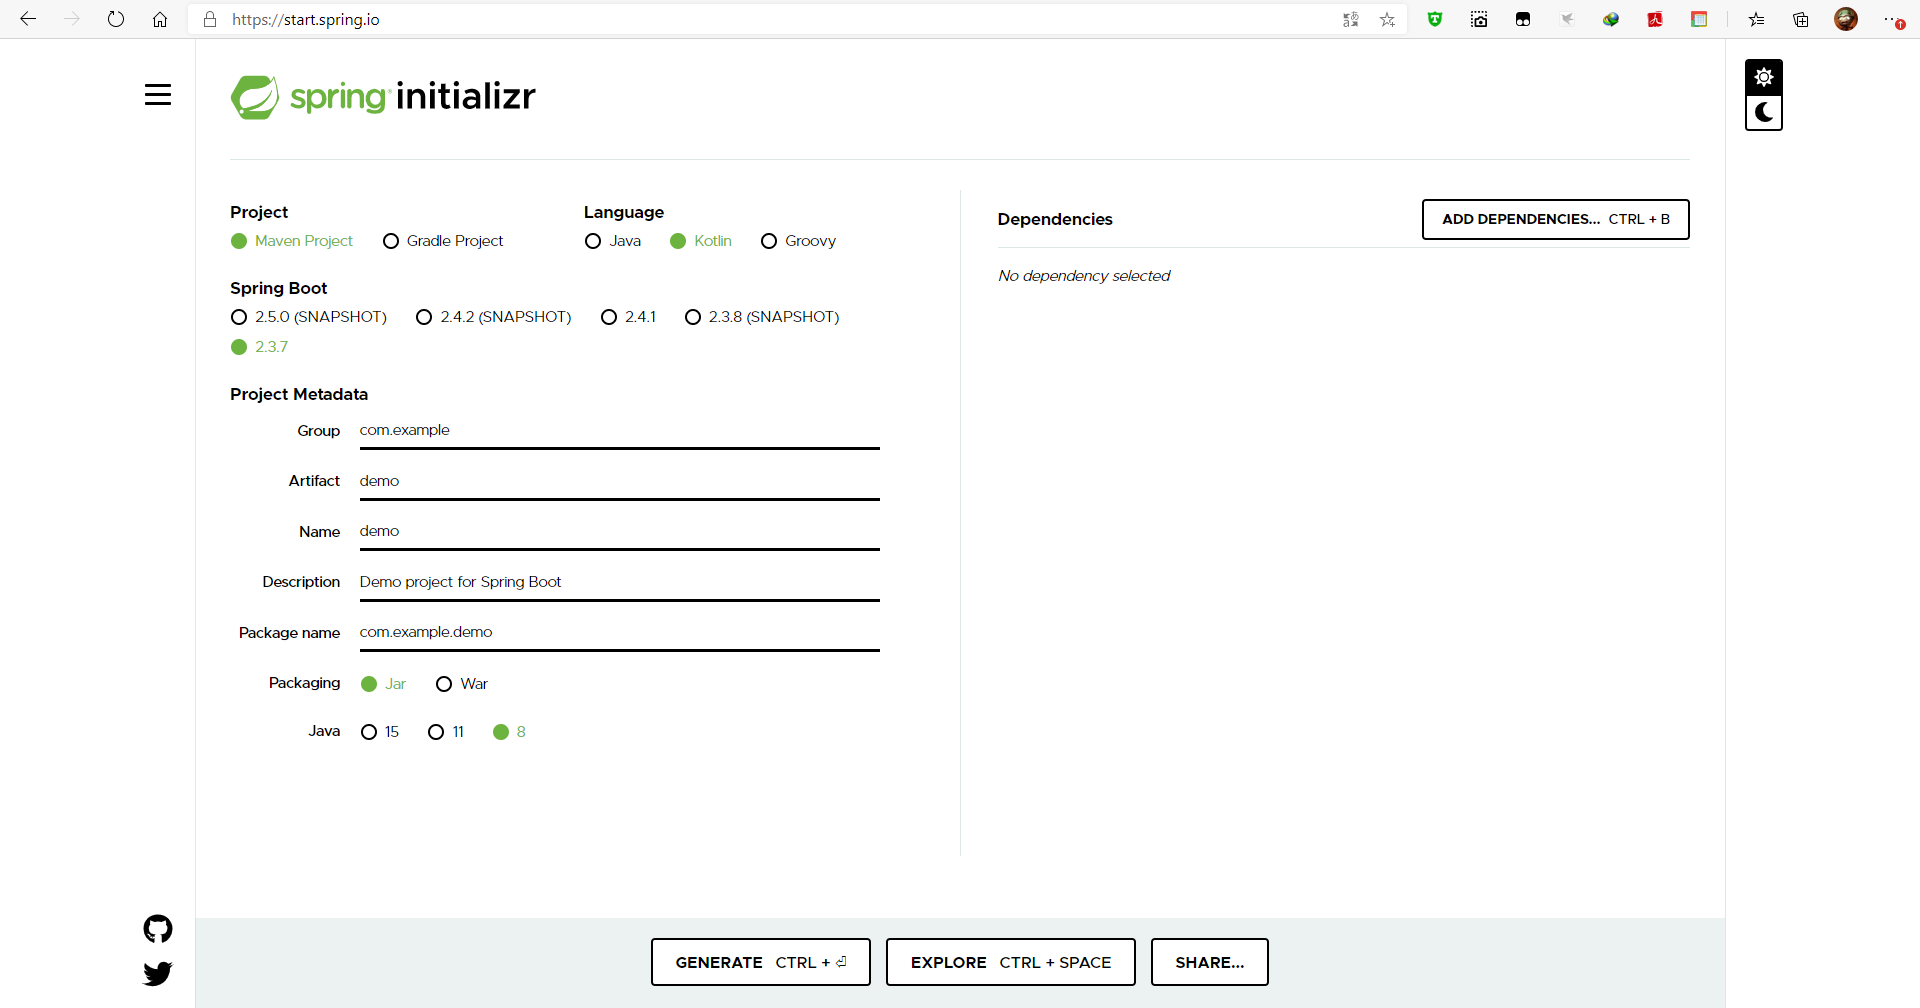 https://start.spring.io
spring initializr
Project
Maven Project Gradle Project
Language
Java Kotlin Groovy
Spring Boot
2.5.0 (SNAPSHOT) 2.4.2 (SNAPSHOT) 2.4.1 2.3.8 (SNAPSHOT)
2.3.7
Project Metadata
Group com.example
Artifact demo
Name demo
Description Demo project for Spring Boot
Package name com.example.demo
Packaging Jar War
Java 15 11 8
Dependencies
ADD DEPENDENCIES... CTRL + B
No dependency selected
GENERATE CTRL + ⏎
EXPLORE CTRL + SPACE
SHARE...